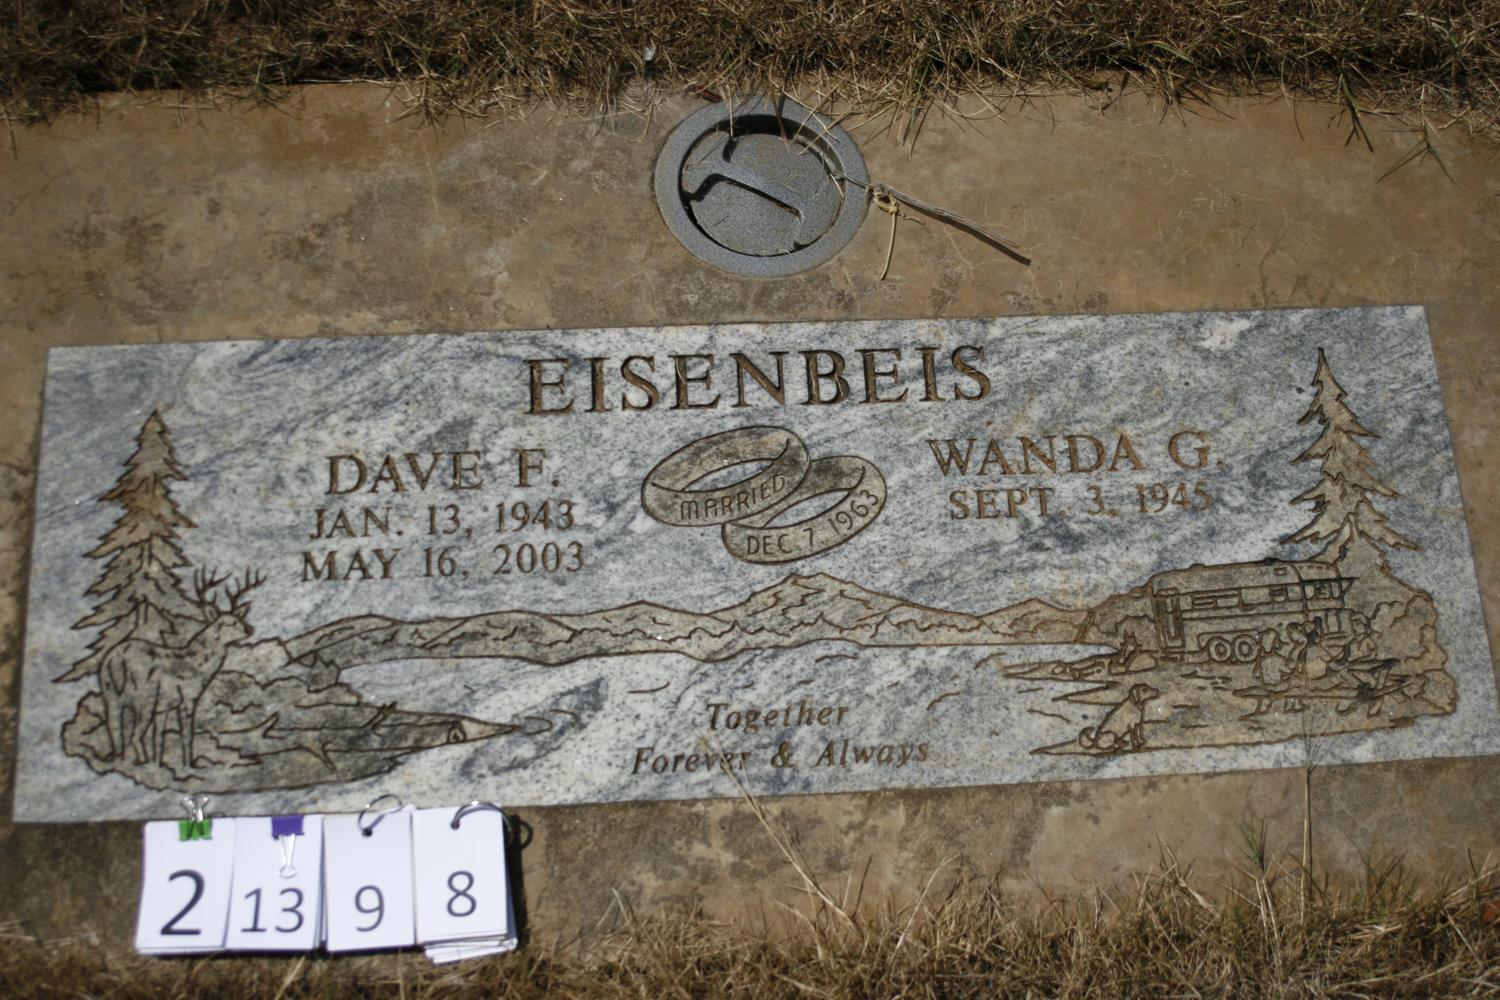 EISENBEIS
DAVE F.
JAN. 13, 1943
MAY 16, 2003
MARRIED
DEC 7 1963
WANDA G.
SEPT. 3, 1945
Together
Forever & Always
2 13 9 8